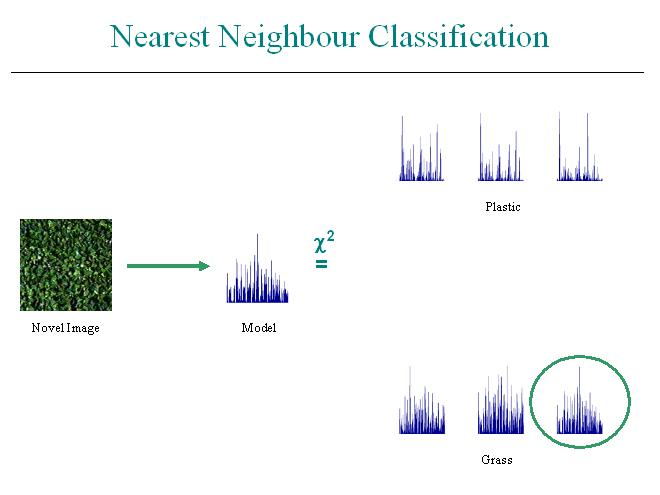 Nearest Neighbour Classification
Plastic
χ²
=
Novel Image
Model
Grass